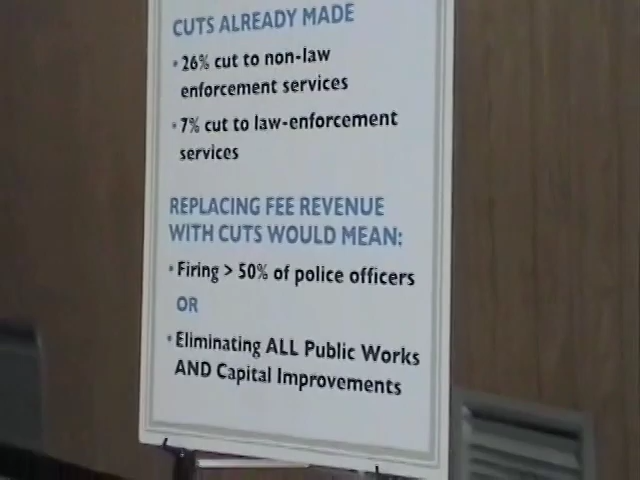 CUTS ALREADY MADE
• 26% cut to non-law
enforcement services
• 7% cut to law-enforcement
services
REPLACING FEE REVENUE
WITH CUTS WOULD MEAN:
• Firing > 50% of police officers
OR
• Eliminating ALL Public Works
AND Capital Improvements